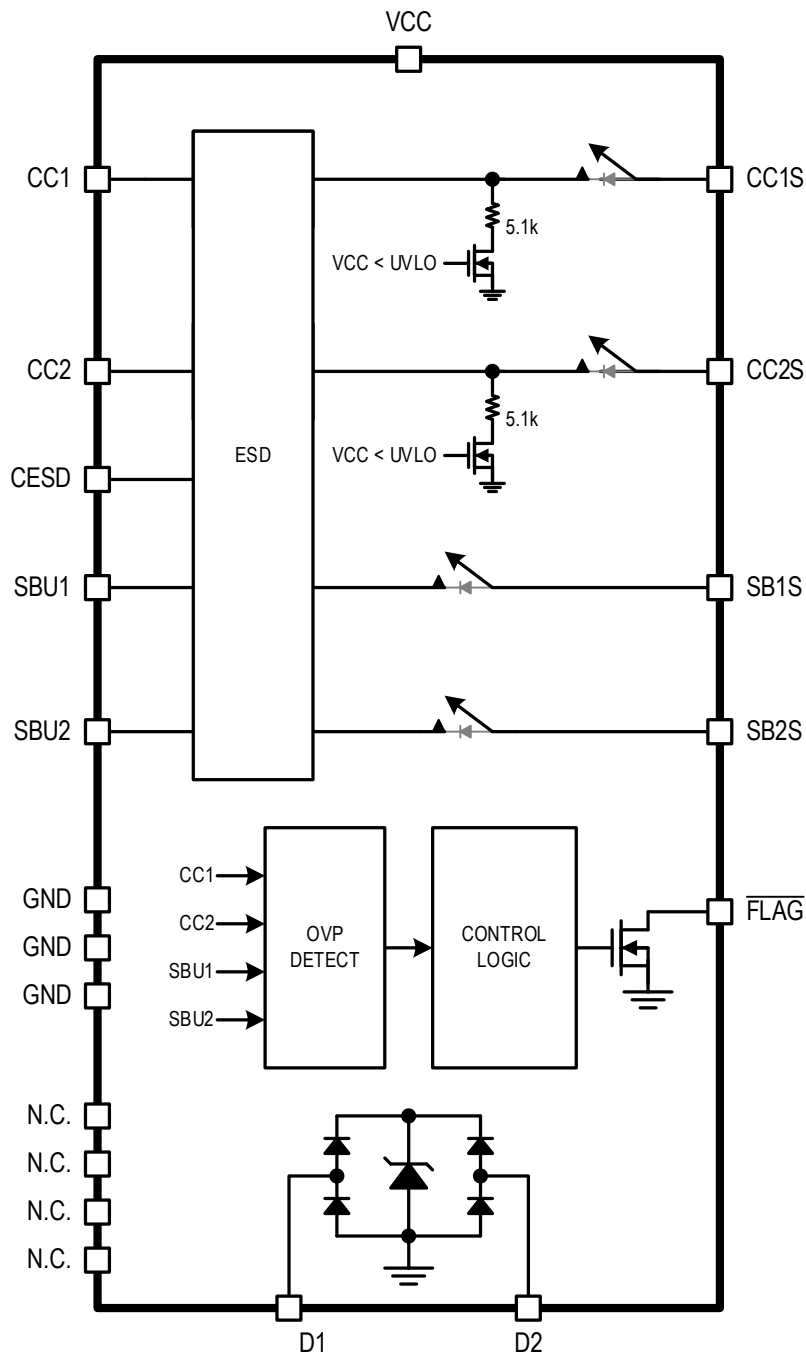 VCC
CC1
CC1S
5.1k
VCC < UVLO
CC2
CC2S
5.1k
VCC < UVLO
ESD
CESD
SBU1
SB1S
SBU2
SB2S
GND
GND
GND
CC1
CC2
SBU1
SBU2
OVP
DETECT
CONTROL
LOGIC
FLAG
N.C.
N.C.
N.C.
N.C.
D1
D2